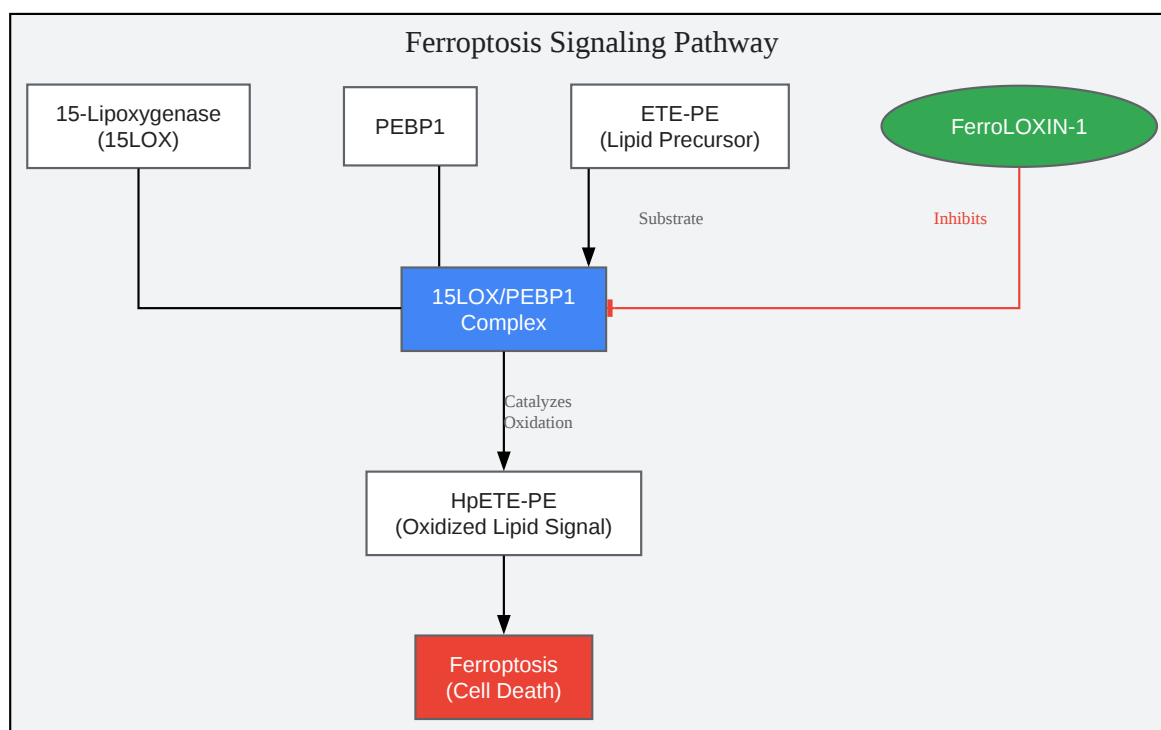 Ferroptosis Signaling Pathway
15-Lipoxygenase
(15LOX)
PEBP1
ETE-PE
(Lipid Precursor)
FerroLOXIN-1
Substrate
Inhibits
15LOX/PEBP1
Complex
Catalyzes
Oxidation
HpETE-PE
(Oxidized Lipid Signal)
Ferroptosis
(Cell Death)